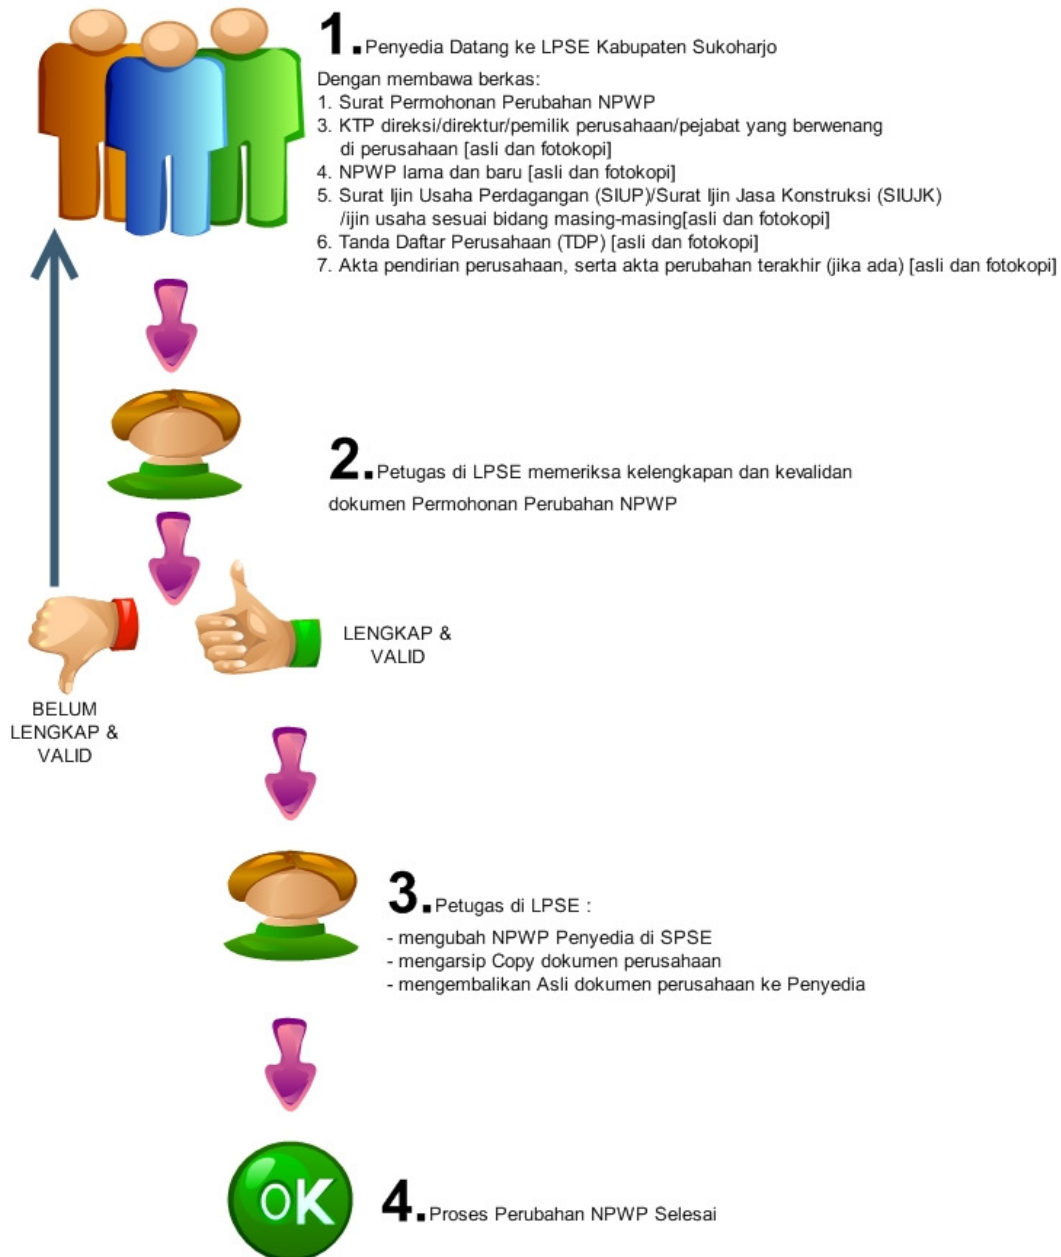 1.Penyedia Datang ke LPSE Kabupaten Sukoharjo
Dengan membawa berkas:
1. Surat Permohonan Perubahan NPWP
3. KTP direksi/direktur/pemilik perusahaan/pejabat yang berwenang
di perusahaan [asli dan fotokopi]
4. NPWP lama dan baru [asli dan fotokopi]
5. Surat Ijin Usaha Perdagangan (SIUP)/Surat Ijin Jasa Konstruksi (SIUJK)
/ijin usaha sesuai bidang masing-masing[asli dan fotokopi]
6. Tanda Daftar Perusahaan (TDP) [asli dan fotokopi]
7. Akta pendirian perusahaan, serta akta perubahan terakhir (jika ada) [asli dan fotokopi]
2.Petugas di LPSE memeriksa kelengkapan dan kevalidan
dokumen Permohonan Perubahan NPWP
LENGKAP &
VALID
BELUM
LENGKAP &
VALID
3.Petugas di LPSE :
- mengubah NPWP Penyedia di SPSE
- mengarsip Copy dokumen perusahaan
- mengembalikan Asli dokumen perusahaan ke Penyedia
OK
4.Proses Perubahan NPWP Selesai